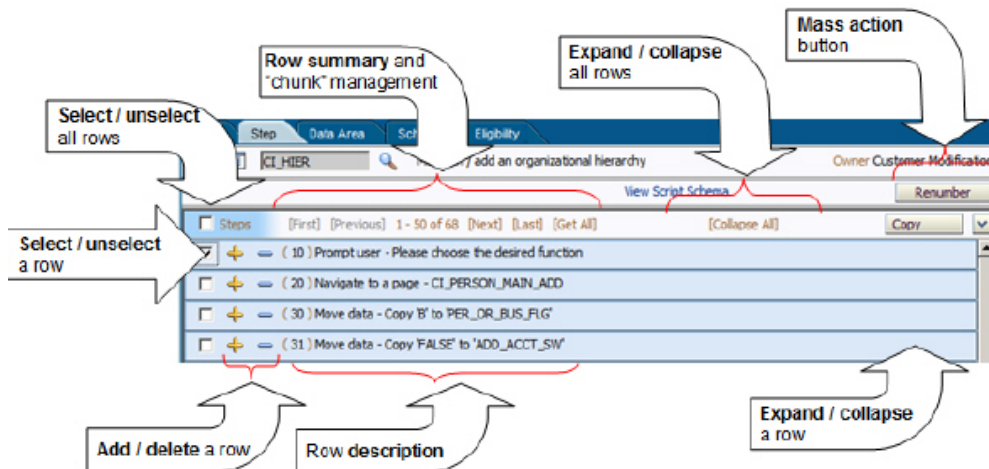 Mass action
button
Row summary and
"chunk" management
Expand / collapse
all rows
Select / unselect
all rows
Step Data Area Eligibility
CI_HIER / add an organizational hierarchy Owner Customer Modification
View Script Schema Renumber
Steps [First] [Previous] 1 - 50 of 68 [Next] [Last] [Get All] [Collapse All] Copy
Select / unselect
a row
( 10 ) Prompt user - Please choose the desired function
( 20 ) Navigate to a page - CI_PERSON_MAIN_ADD
( 30 ) Move data - Copy 'B' to 'PER_OR_BUS_FLG'
( 31 ) Move data - Copy 'FALSE' to 'ADD_ACCT_SW'
Add / delete a row
Row description
Expand / collapse
a row